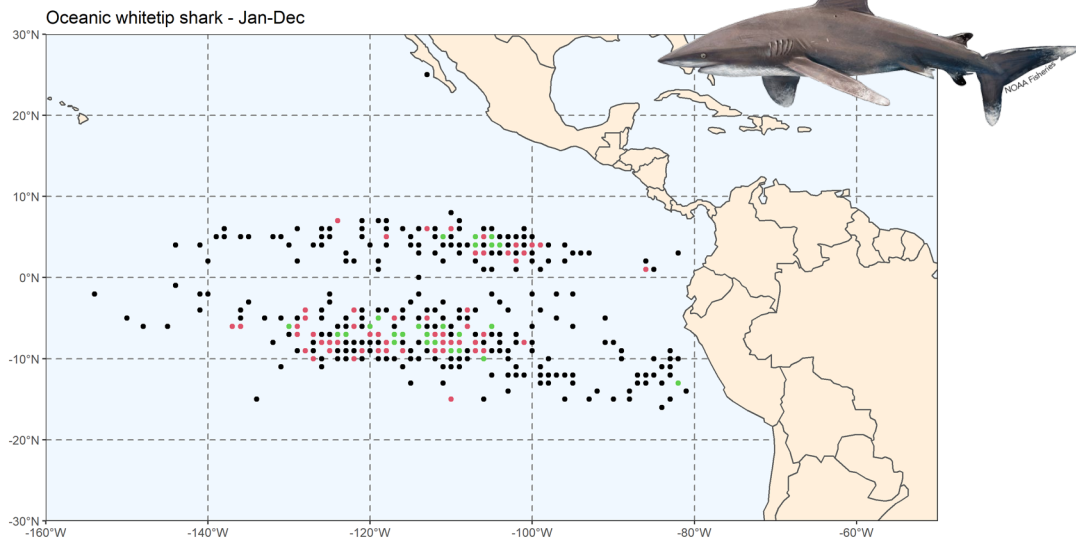 Oceanic whitetip shark - Jan-Dec
NOAA Fisheries
30°N
20°N
10°N
0°N
-10°N
-20°N
-30°N
-160°W
-140°W
-120°W
-100°W
-80°W
-60°W